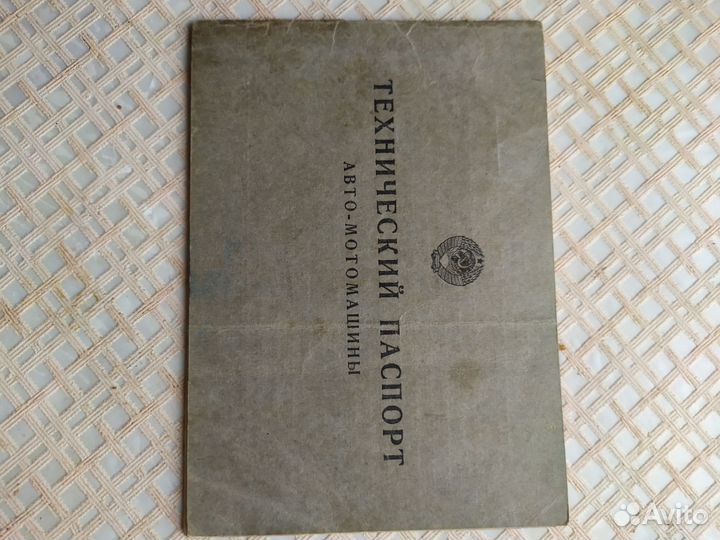 ТЕХНИЧЕСКИЙ ПАСПОРТ
АВТО-МОТОМАШИНЫ
Avito